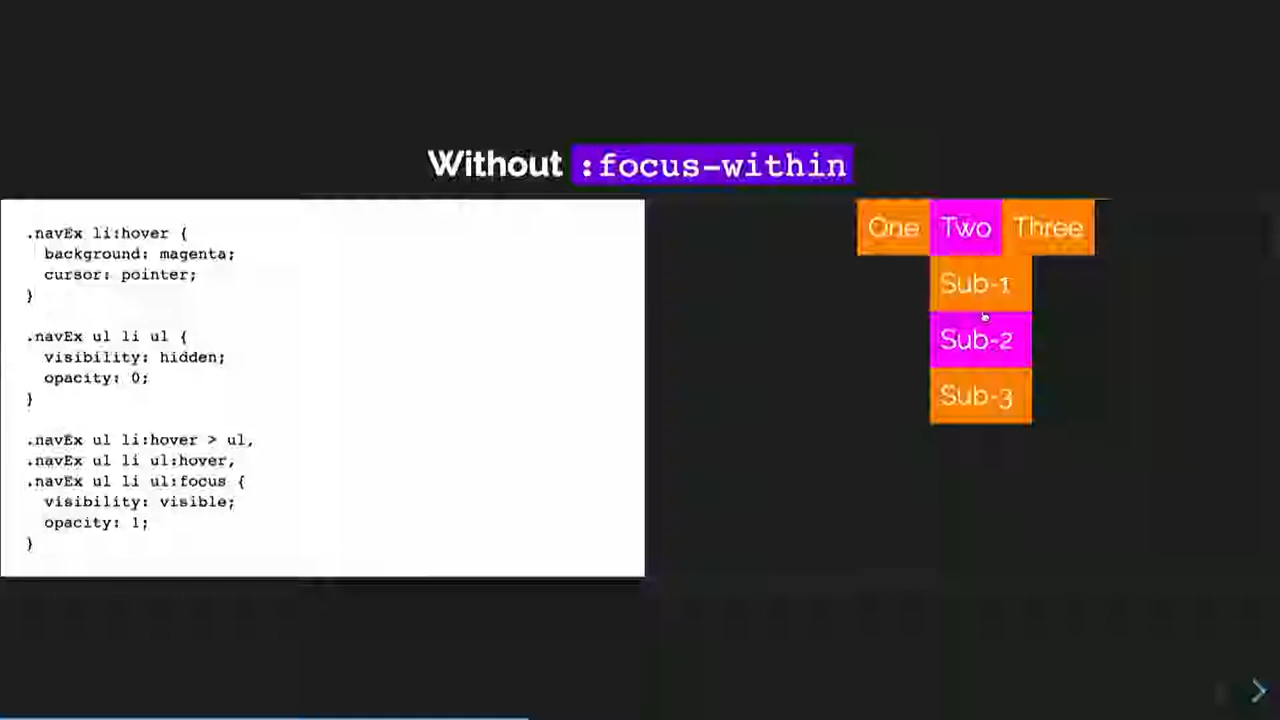 Without :focus-within
.navEx li:hover {
background: magenta;
cursor: pointer;
}
.navEx ul li ul {
visibility: hidden;
opacity: 0;
}
.navEx ul li:hover > ul,
.navEx ul li ul:hover,
.navEx ul li ul:focus {
visibility: visible;
opacity: 1;
}
One Two Three
Sub-1
Sub-2
Sub-3